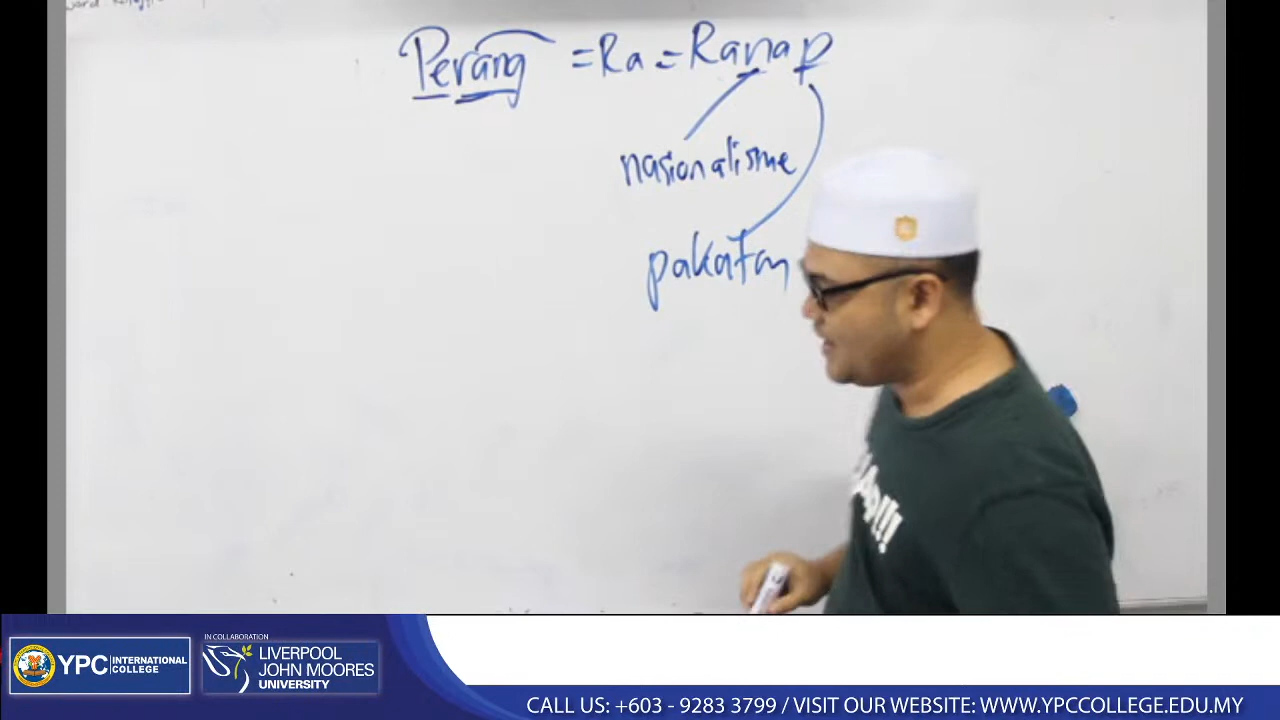 Perang = Ra = Ranap
nasionalisme
pakatan
!!!
YPC INTERNATIONAL COLLEGE
IN COLLABORATION
LIVERPOOL
JOHN MOORES
UNIVERSITY
CALL US: +603 - 9283 3799 / VISIT OUR WEBSITE: WWW.YPCCOLLEGE.EDU.MY